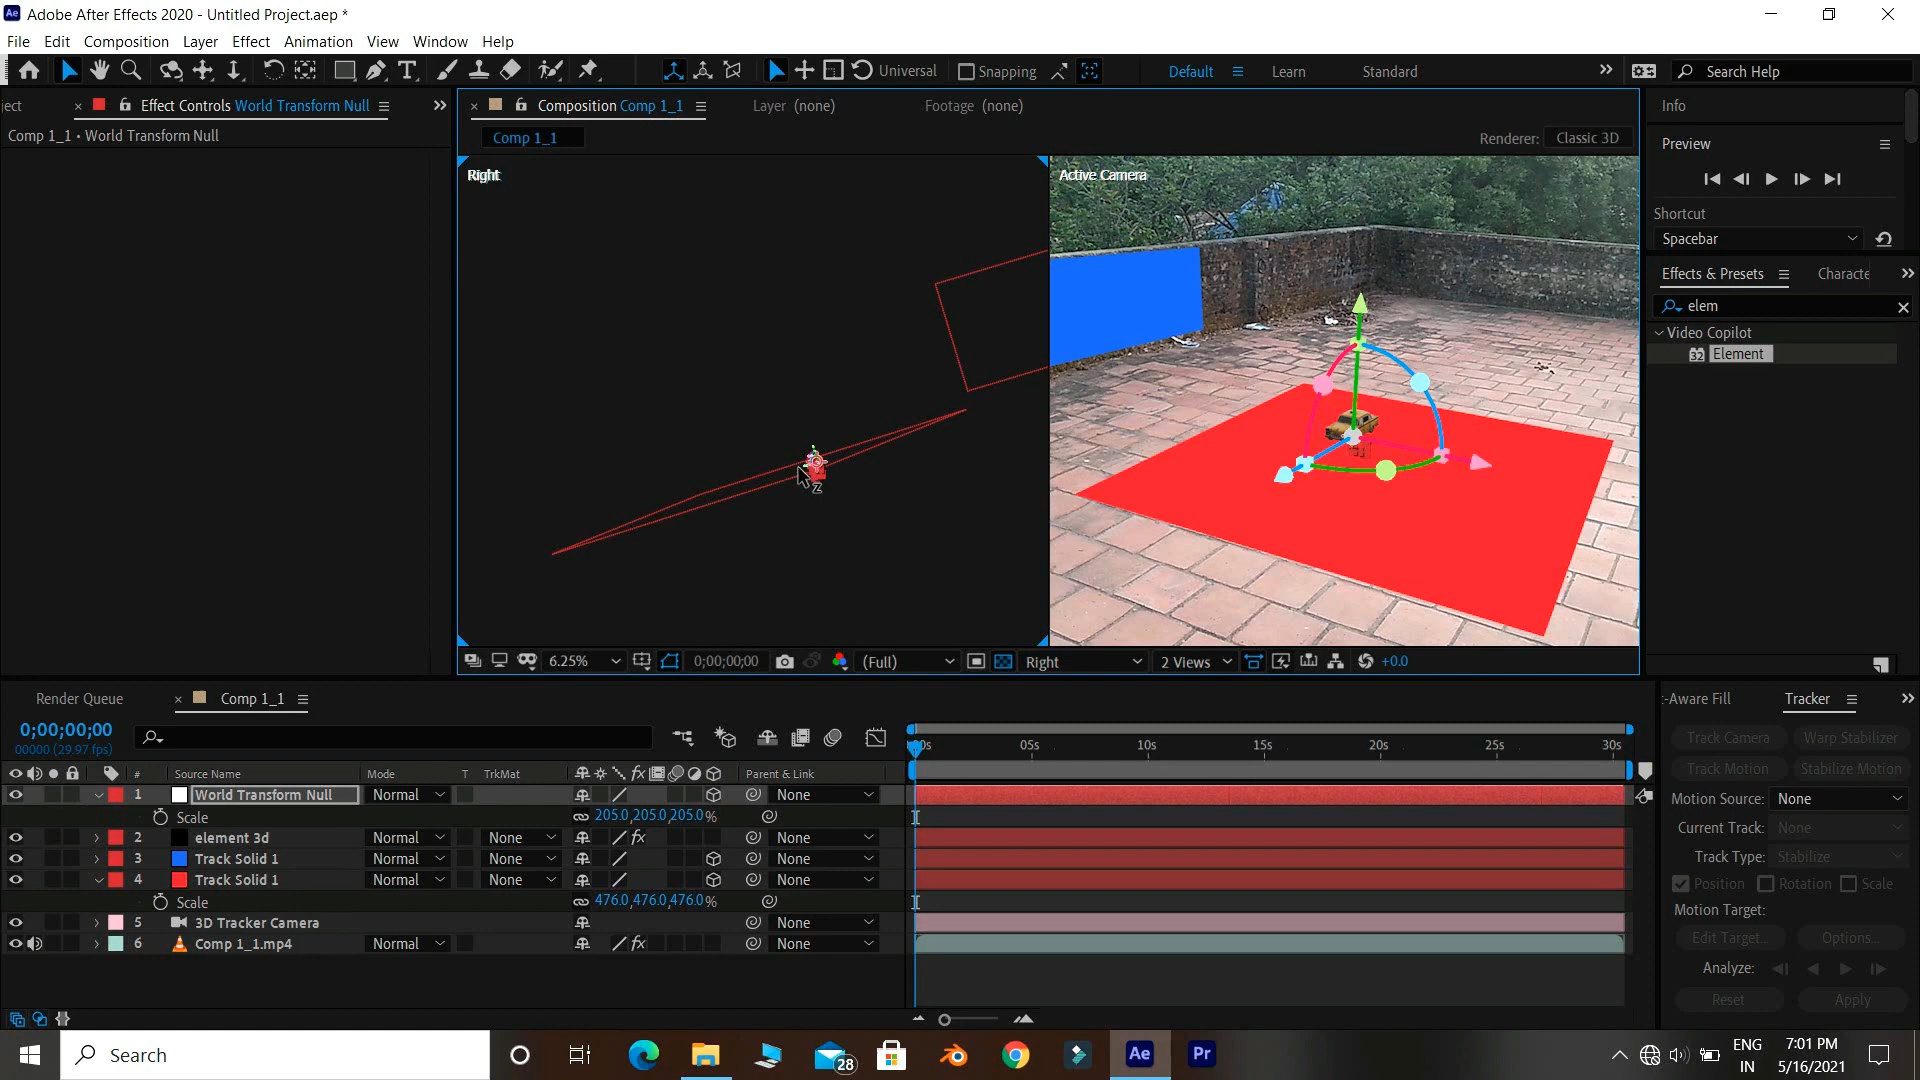 Adobe After Effects 2020 - Untitled Project.aep *
File Edit Composition Layer Effect Animation View Window Help
Universal Snapping Default Learn Standard Search Help
ject Effect Controls World Transform Null Composition Comp 1_1 Layer (none) Footage (none) Info
Comp 1_1 • World Transform Null
Comp 1_1 Renderer: Classic 3D
Preview
Right Active Camera
Shortcut
Spacebar
Effects & Presets Characte
elem
Video Copilot
32 Element
6.25% 0;00;00;00 (Full) Right 2 Views +0.0
Render Queue Comp 1_1 :-Aware Fill Tracker
0;00;00;00
00000 (29.97 fps)
Track Camera Warp Stabilizer
05s 10s 15s 20s 25s 30s
Track Motion Stabilize Motion
# Source Name Mode T TrkMat fx Parent & Link
1 World Transform Null Normal None
Motion Source: None
Scale 205.0,205.0,205.0%
Current Track: None
2 element 3d Normal None fx None
3 Track Solid 1 Normal None None
Track Type: Stabilize
4 Track Solid 1 Normal None None
Position Rotation Scale
Scale 476.0,476.0,476.0%
Motion Target:
5 3D Tracker Camera None
6 Comp 1_1.mp4 Normal fx None
Edit Target... Options...
Analyze:
Reset Apply
Search 28 Ae Pr ENG IN 7:01 PM 5/16/2021